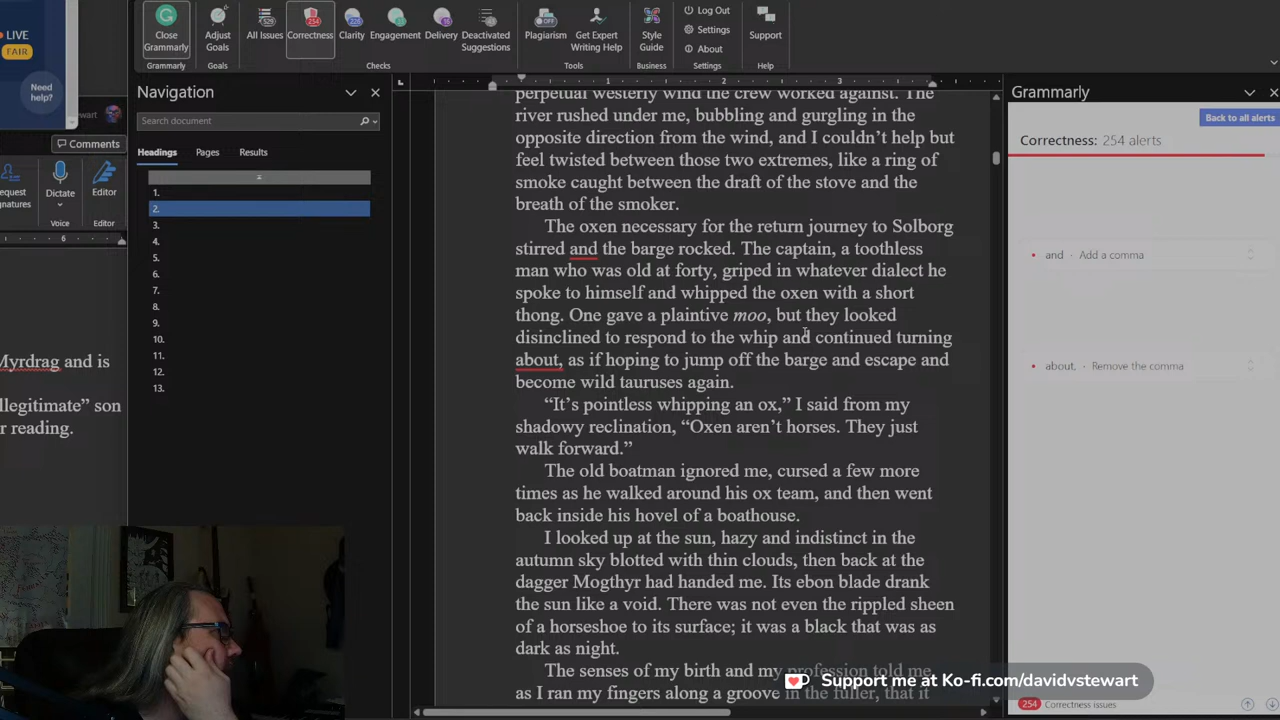 LIVE
FAIR
Need
help?
Close
Grammarly
Adjust
Goals
529
All Issues
254
Correctness
226
Clarity
Engagement
16
Delivery
Deactivated
Suggestions
OFF
Plagiarism
Get Expert
Writing Help
Style
Guide
Log Out
Settings
About
Support
Grammarly
Goals
Checks
Tools
Business
Settings
Help
Comments
Dictate
Editor
Voice
Editor
6
Myrdrag and is
r reading.
Navigation
Search document
Headings
Pages
Results
1.
2.
3.
4.
5.
6.
7.
8.
9.
10.
11.
12.
13.
1
2
3
perpetual westerly wind the crew worked against. The
river rushed under me, bubbling and gurgling in the
opposite direction from the wind, and I couldn’t help but
feel twisted between those two extremes, like a ring of
smoke caught between the draft of the stove and the
breath of the smoker.
The oxen necessary for the return journey to Solborg
stirred and the barge rocked. The captain, a toothless
man who was old at forty, griped in whatever dialect he
spoke to himself and whipped the oxen with a short
thong. One gave a plaintive moo, but they looked
disinclined to respond to the whip and continued turning
about, as if hoping to jump off the barge and escape and
become wild tauruses again.
“It’s pointless whipping an ox,” I said from my
shadowy reclination, “Oxen aren’t horses. They just
walk forward.”
The old boatman ignored me, cursed a few more
times as he walked around his ox team, and then went
back inside his hovel of a boathouse.
I looked up at the sun, hazy and indistinct in the
autumn sky blotted with thin clouds, then back at the
dagger Mogthyr had handed me. Its ebon blade drank
the sun like a void. There was not even the rippled sheen
of a horseshoe to its surface; it was a black that was as
dark as night.
The senses of my birth and my profession told me,
as I ran my fingers along a groove in the fuller, that it
Grammarly
Back to all alerts
Correctness: 254 alerts
and · Add a comma
about, · Remove the comma
Support me at Ko-fi.com/davidvstewart
254 Correctness issues